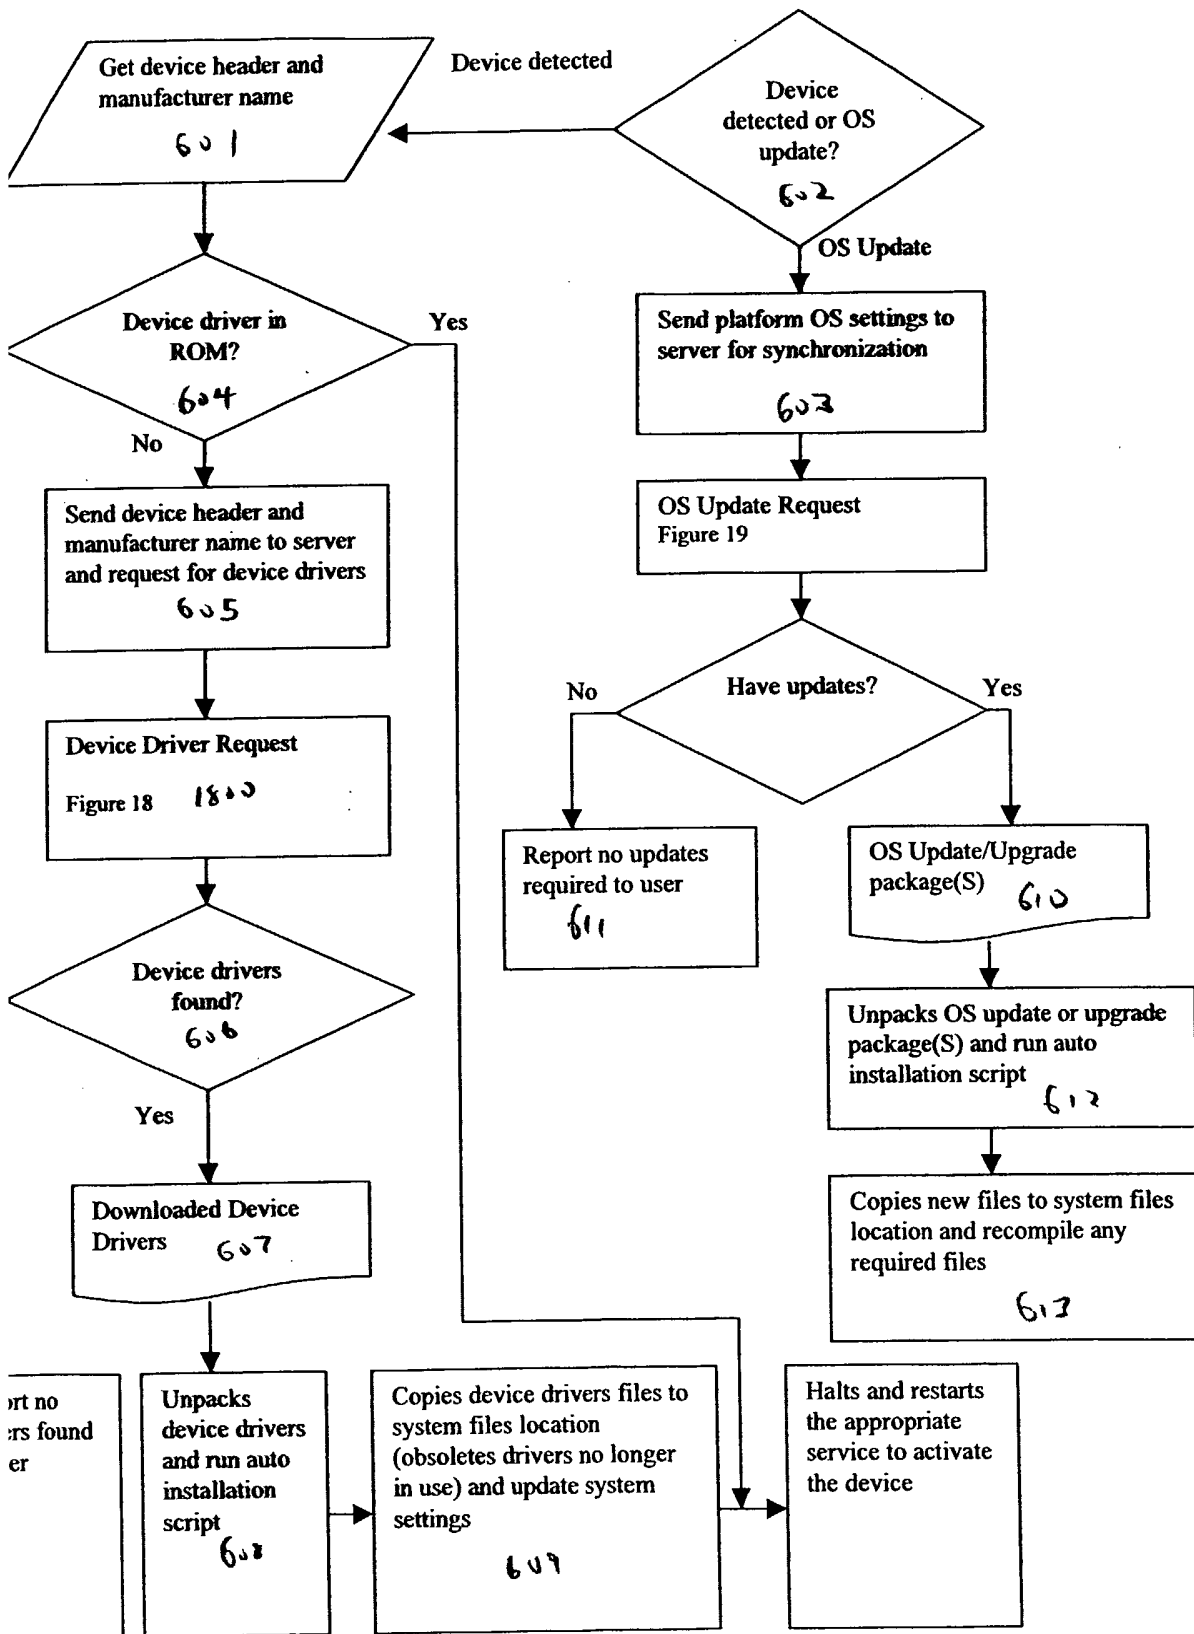 Get device header and
manufacturer name
601
Device detected
Device
detected or OS
update?
602
OS Update
Device driver in
ROM?
604
Yes
No
Send platform OS settings to
server for synchronization
603
Send device header and
manufacturer name to server
and request for device drivers
605
OS Update Request
Figure 19
Have updates?
No
Yes
Device Driver Request
Figure 18 1800
Report no updates
required to user
611
OS Update/Upgrade
package(S)
610
Device drivers
found?
606
Yes
Unpacks OS update or upgrade
package(S) and run auto
installation script
612
Downloaded Device
Drivers
607
Copies new files to system files
location and recompile any
required files
613
ort no
ers found
er
Unpacks
device drivers
and run auto
installation
script
608
Copies device drivers files to
system files location
(obsoletes drivers no longer
in use) and update system
settings
609
Halts and restarts
the appropriate
service to activate
the device